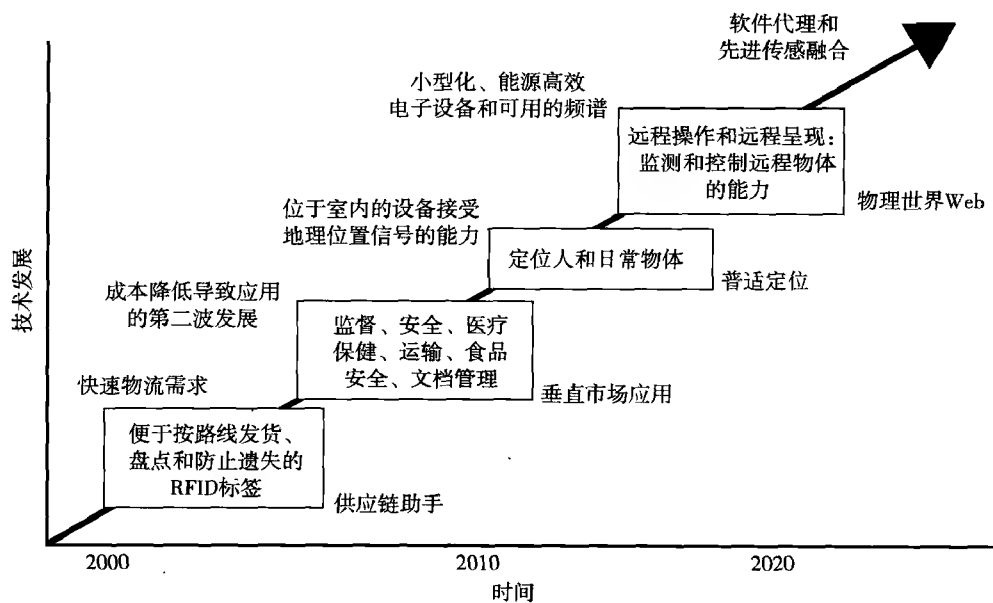 软件代理和
先进传感融合
小型化、能源高效
电子设备和可用的频谱
远程操作和远程呈现：
监测和控制远程物体
的能力
物理世界Web
位于室内的设备接受
地理位置信号的能力
定位人和日常物体
普适定位
成本降低导致应用
的第二波发展
监督、安全、医疗
保健、运输、食品
安全、文档管理
垂直市场应用
快速物流需求
便于按路线发货、
盘点和防止遗失的
RFID标签
供应链助手
技术发展
2000
2010
2020
时间